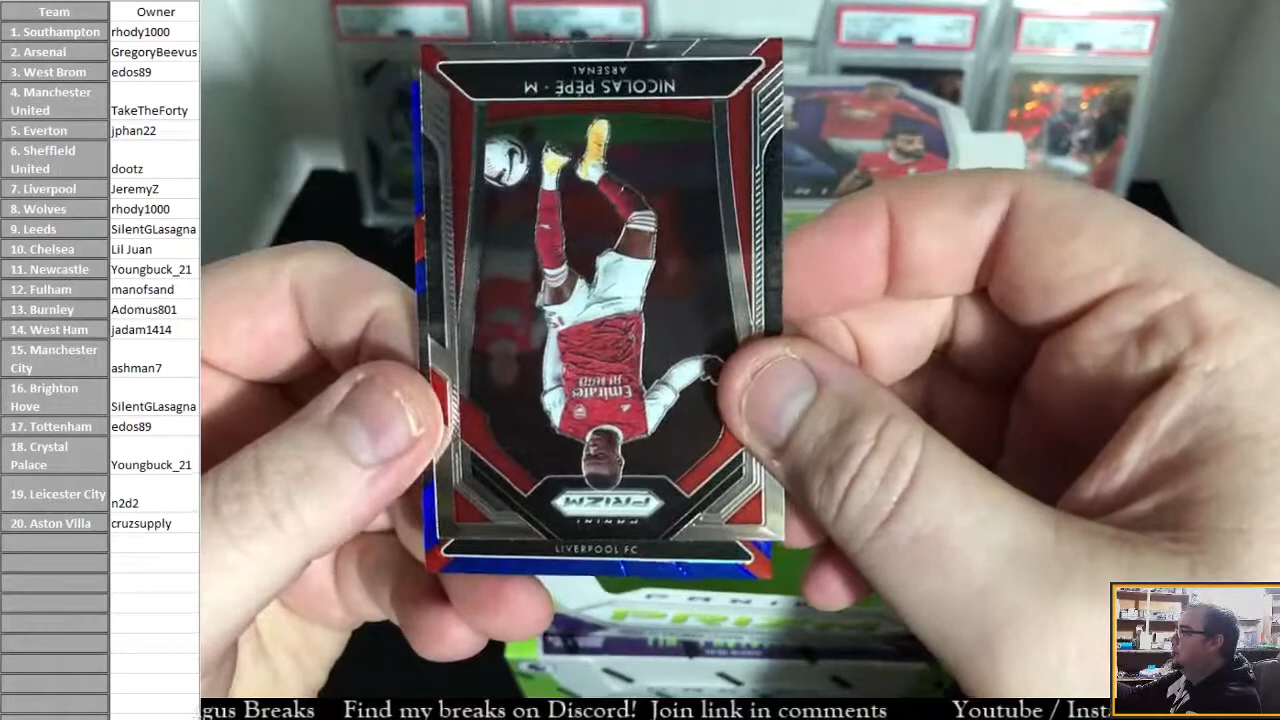 Team Owner
1. Southampton rhody1000
2. Arsenal GregoryBeevus
3. West Brom edos89
4. Manchester
United TakeTheForty
5. Everton jphan22
6. Sheffield
United dootz
7. Liverpool JeremyZ
8. Wolves rhody1000
9. Leeds SilentGLasagna
10. Chelsea Lil Juan
11. Newcastle Youngbuck_21
12. Fulham manofsand
13. Burnley Adomus801
14. West Ham jadam1414
15. Manchester
City ashman7
16. Brighton
Hove SilentGLasagna
17. Tottenham edos89
18. Crystal
Palace Youngbuck_21
19. Leicester City n2d2
20. Aston Villa cruzsupply
ARSENAL
NICOLAS PÉPÉ · M
Emirates
PRIZM
PANINI
LIVERPOOL FC
PANINI
PRIZM
gus Breaks Find my breaks on Discord! Join link in comments Youtube / Inst